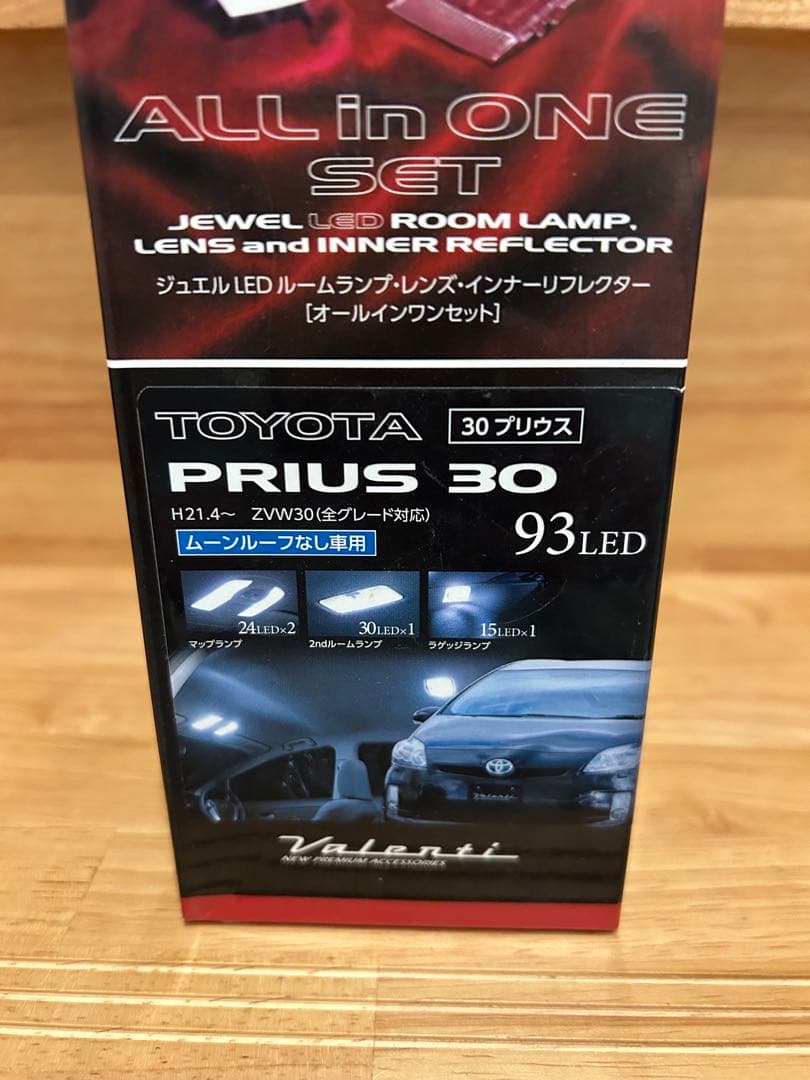 ALL in ONE
SET
JEWEL LED ROOM LAMP,
LENS and INNER REFLECTOR
ジュエル LED ルームランプ・レンズ・インナーリフレクター
[オールインワンセット]
TOYOTA 30 プリウス
PRIUS 30
H21.4～ ZVW30(全グレード対応)
93LED
ムーンルーフなし車用
24LED×2 30LED×1 15LED×1
マップランプ 2ndルームランプ ラゲッジランプ
Valenti
Valenti
NEW PREMIUM ACCESSORIES